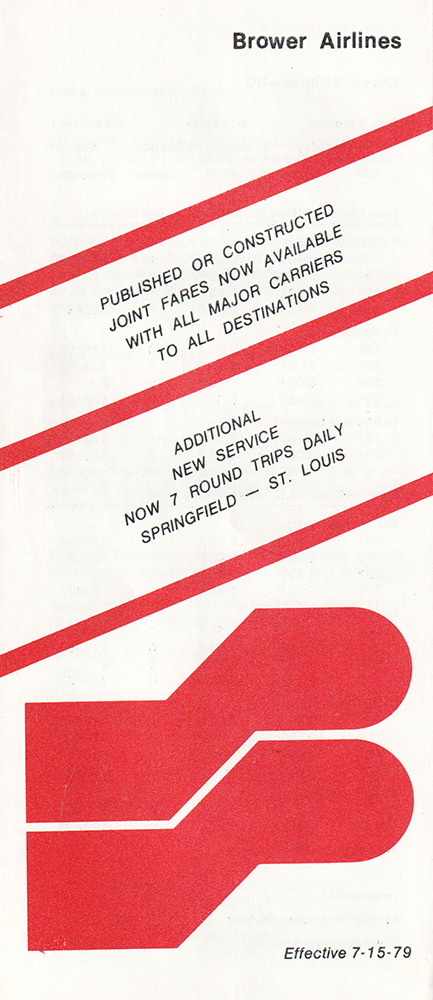 Brower Airlines
PUBLISHED OR CONSTRUCTED
JOINT FARES NOW AVAILABLE
WITH ALL MAJOR CARRIERS
TO ALL DESTINATIONS
ADDITIONAL
NEW SERVICE
NOW 7 ROUND TRIPS DAILY
SPRINGFIELD — ST. LOUIS
Effective 7-15-79